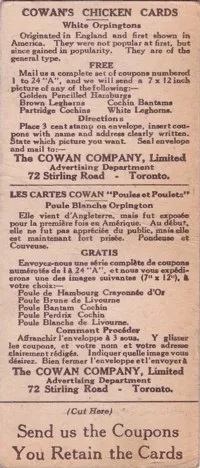 COWAN'S CHICKEN CARDS
White Orpingtons
Originated in England and first shown in
America. They were not popular at first, but
since gained in popularity. They are of the
general type.
FREE
Mail us a complete set of coupons numbered
1 to 24 "A", and we will send a 7 x 12 inch
picture of any of the following:—
Golden Pencilled Hamburgs
Brown Leghorns Cochin Bantams
Partridge Cochins White Leghorns.
Directions
Place 3 cent stamp on envelope, insert cou-
pons with name and address clearly written.
State which picture you want. Seal envelope
and mail to:—
The COWAN COMPANY, Limited
Advertising Department
72 Stirling Road - Toronto.
LES CARTES COWAN "Poules et Poulets"
Poule Blanche Orpington
Elle vient d'Angleterre, mais fut exposée
pour la première fois en Amérique. Au début,
elle ne fut pas appréciée du public, mais elle
est maintenant fort prisée. Pondeuse et
Couveuse.
GRATIS
Envoyez-nous une série complète de coupons
numérotés de 1 à 24 "A", et nous vous expédi-
erons une des images suivantes (7" x 12"), à
votre choix:—
Poule de Hambourg Crayonnée d'Or
Poule Brune de Livourne
Poule Bantam Cochin
Poule Perdrix Cochin
Poule Blanche de Livourne.
Comment Procéder
Affranchir l'enveloppe à 3 sous. Y glisser
les coupons, et votre nom et votre adresse
clairement rédigés. Indiquer quelle image vous
désirez. Bien fermer l'enveloppe et l'envoyer à
The COWAN COMPANY, Limited
Advertising Department
72 Stirling Road - Toronto.
(Cut Here)
Send us the Coupons
You Retain the Cards